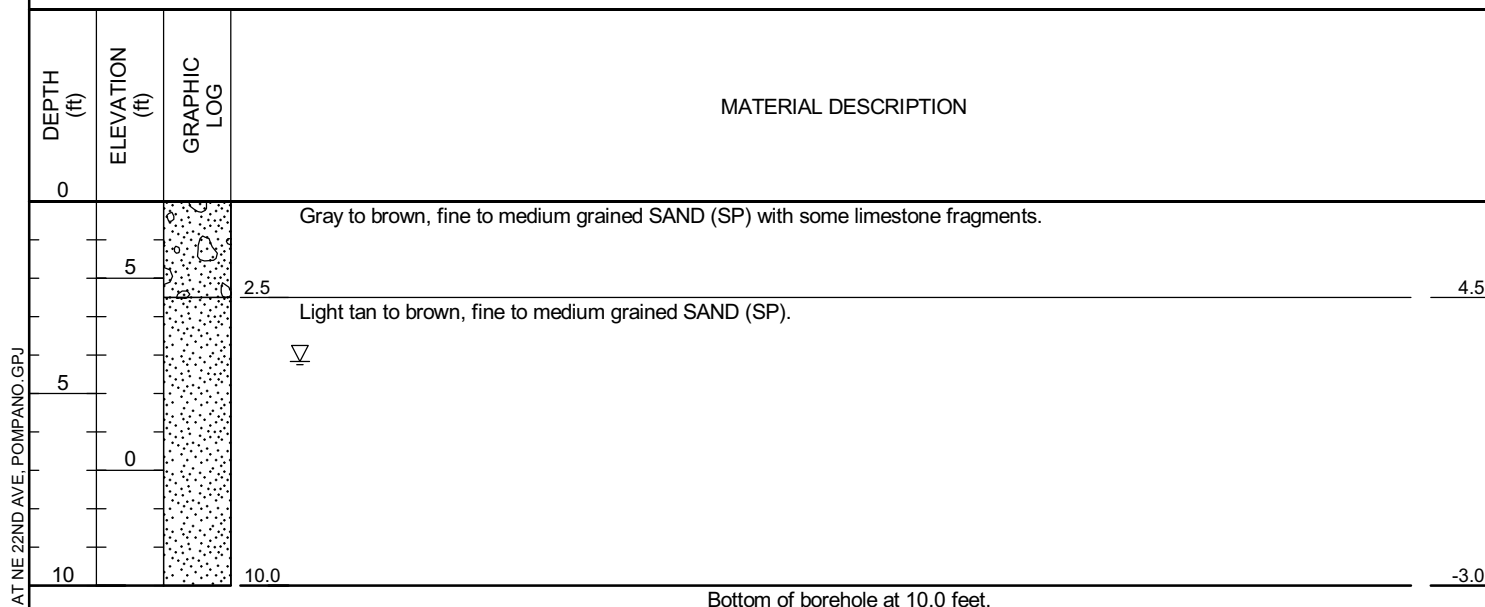 DEPTH
(ft)
ELEVATION
(ft)
GRAPHIC
LOG
MATERIAL DESCRIPTION
0
Gray to brown, fine to medium grained SAND (SP) with some limestone fragments.
5
2.5
4.5
Light tan to brown, fine to medium grained SAND (SP).
5
0
10
10.0
-3.0
Bottom of borehole at 10.0 feet.
AT NE 22ND AVE, POMPANO.GPJ